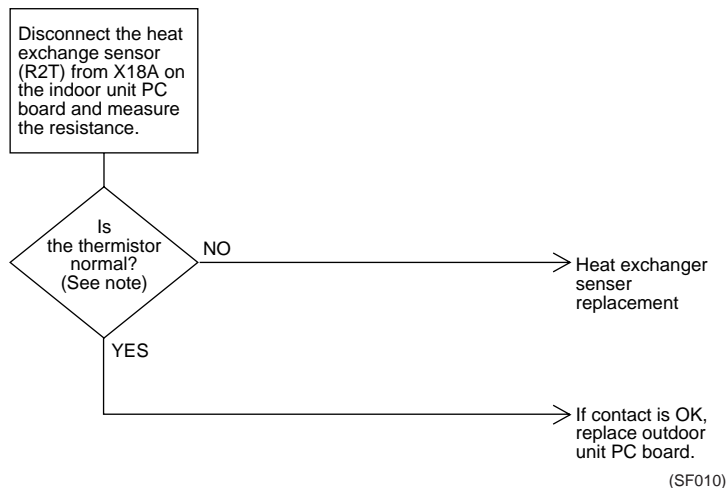 Disconnect the heat
exchange sensor
(R2T) from X18A on
the indoor unit PC
board and measure
the resistance.
Is
the thermistor
normal?
(See note)
NO
Heat exchanger
senser
replacement
YES
If contact is OK,
replace outdoor
unit PC board.
(SF010)